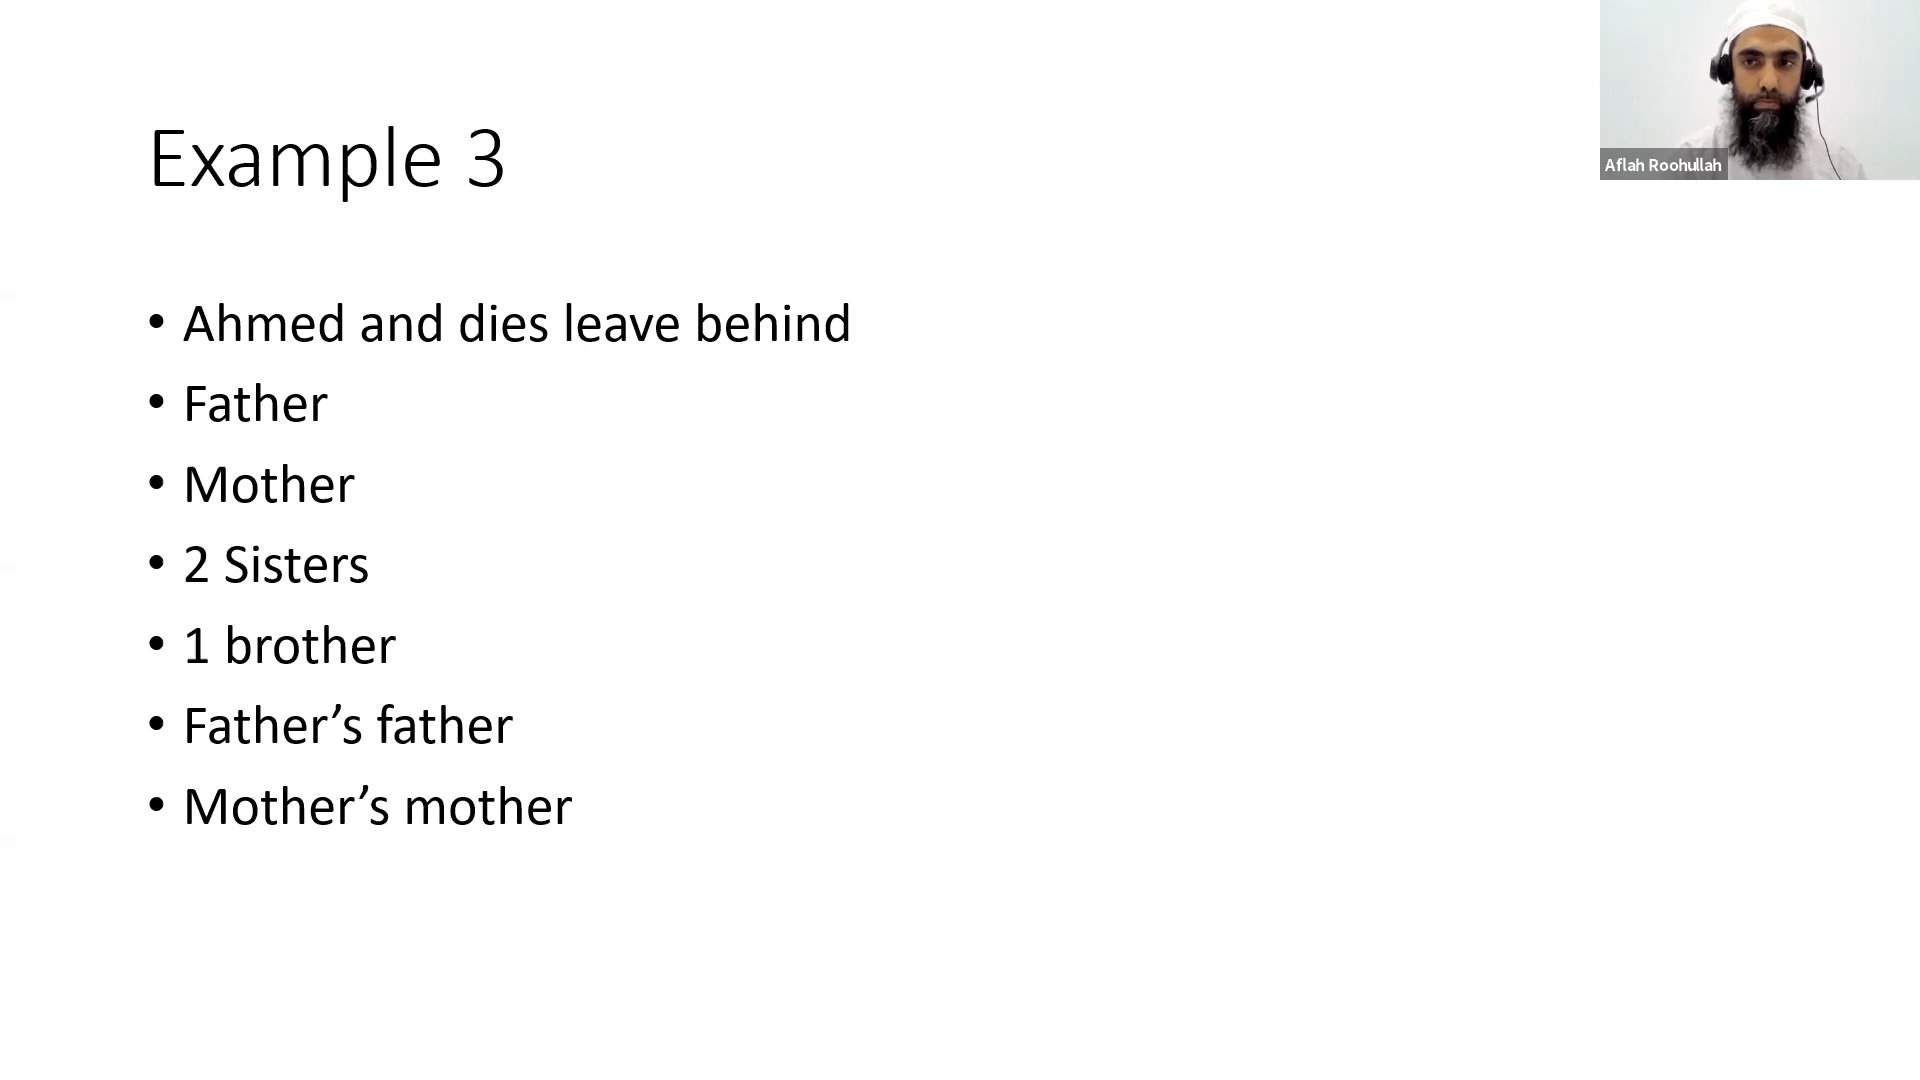 Example 3
• Ahmed and dies leave behind
• Father
• Mother
• 2 Sisters
• 1 brother
• Father’s father
• Mother’s mother
Aflah Roohullah